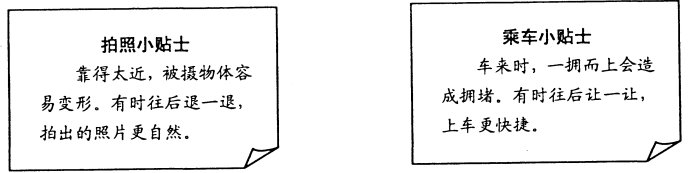 拍照小贴士
靠得太近，被摄物体容
易变形。有时往后退一退，
拍出的照片更自然。
乘车小贴士
车来时，一拥而上会造
成拥堵。有时往后让一让，
上车更快捷。